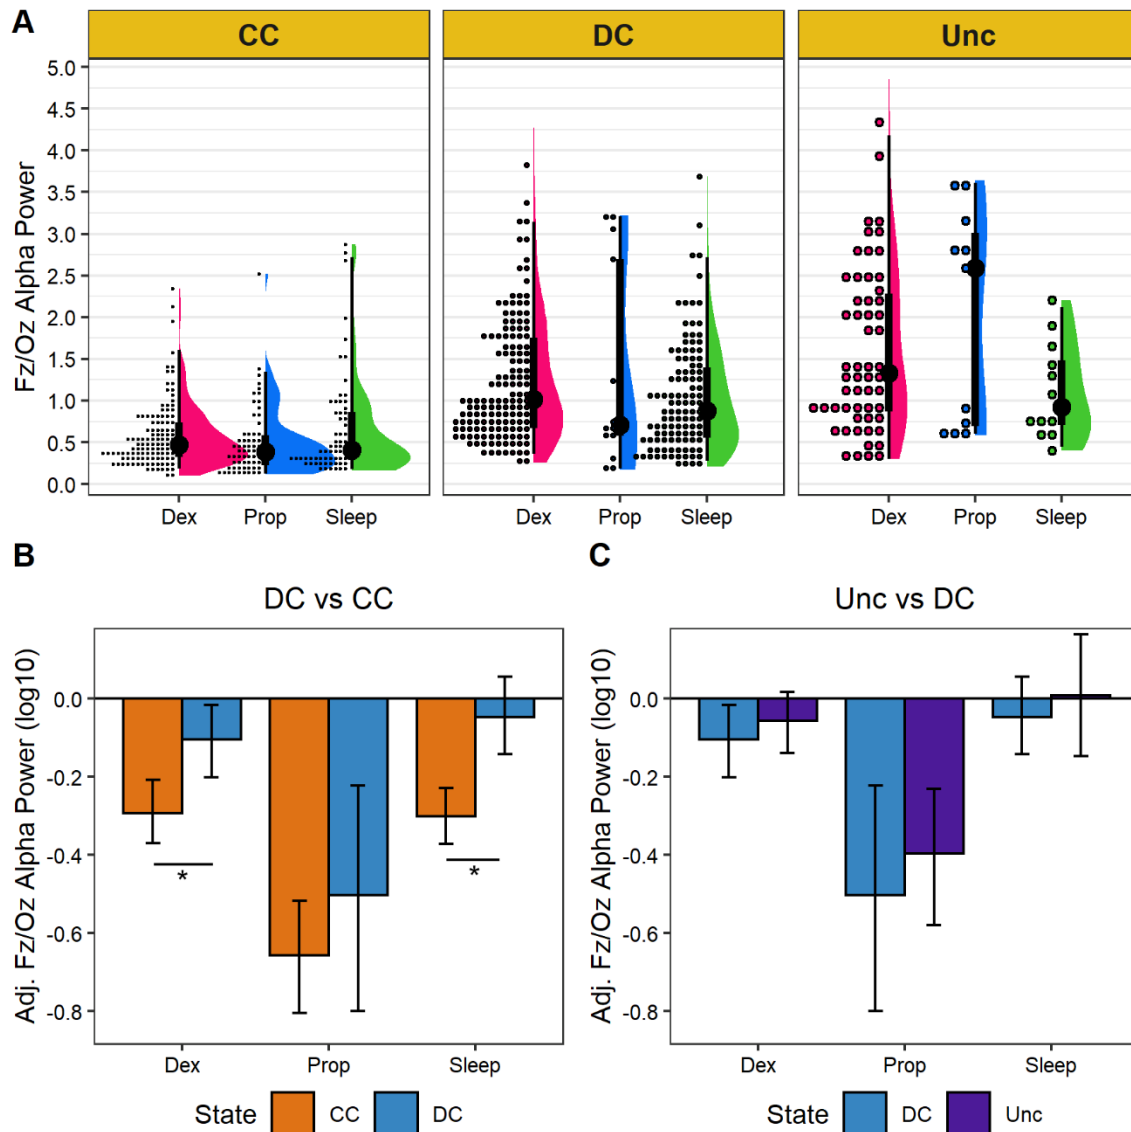 A
CC DC Unc
Fz/Oz Alpha Power
5.0
4.5
4.0
3.5
3.0
2.5
2.0
1.5
1.0
0.5
0.0
Dex Prop Sleep Dex Prop Sleep Dex Prop Sleep
B
DC vs CC
Adj. Fz/Oz Alpha Power (log10)
0.0
-0.2
-0.4
-0.6
-0.8
* *
Dex Prop Sleep
State CC DC
C
Unc vs DC
Adj. Fz/Oz Alpha Power (log10)
0.0
-0.2
-0.4
-0.6
-0.8
Dex Prop Sleep
State DC Unc